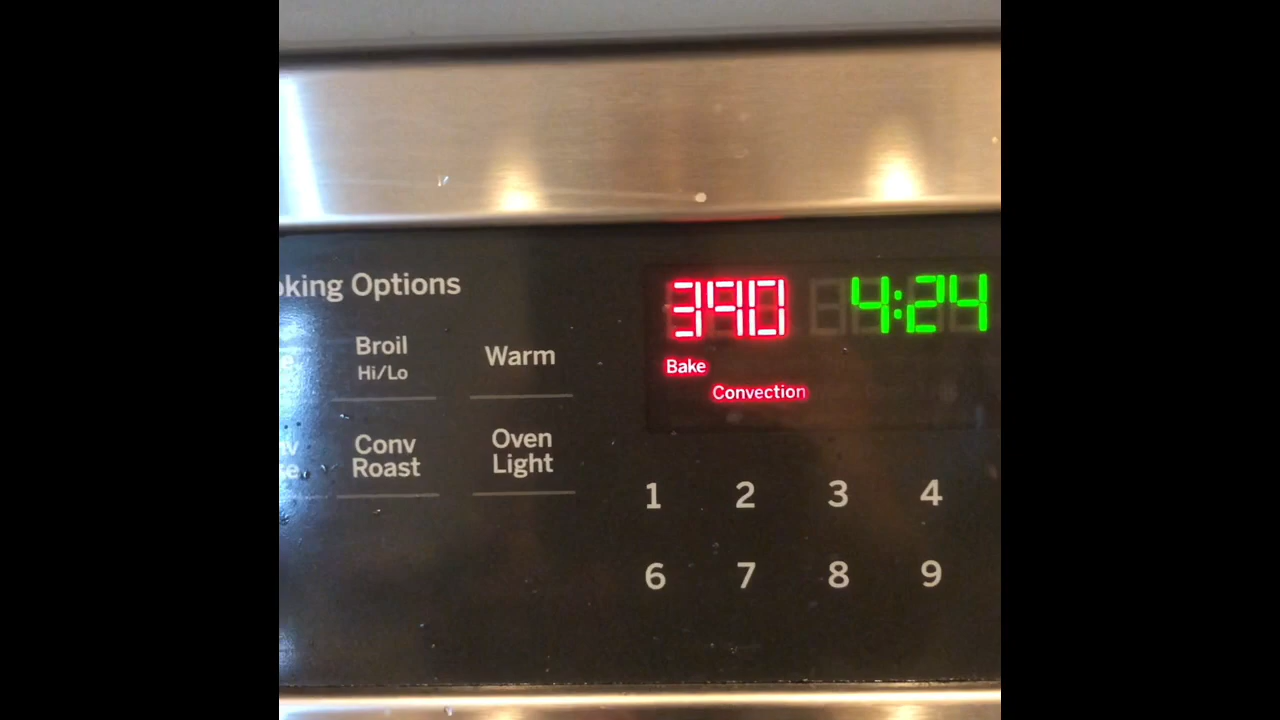 oking Options
390 4:24
Bake
Convection
Broil
Hi/Lo
Warm
Conv
Roast
Oven
Light
1 2 3 4
6 7 8 9